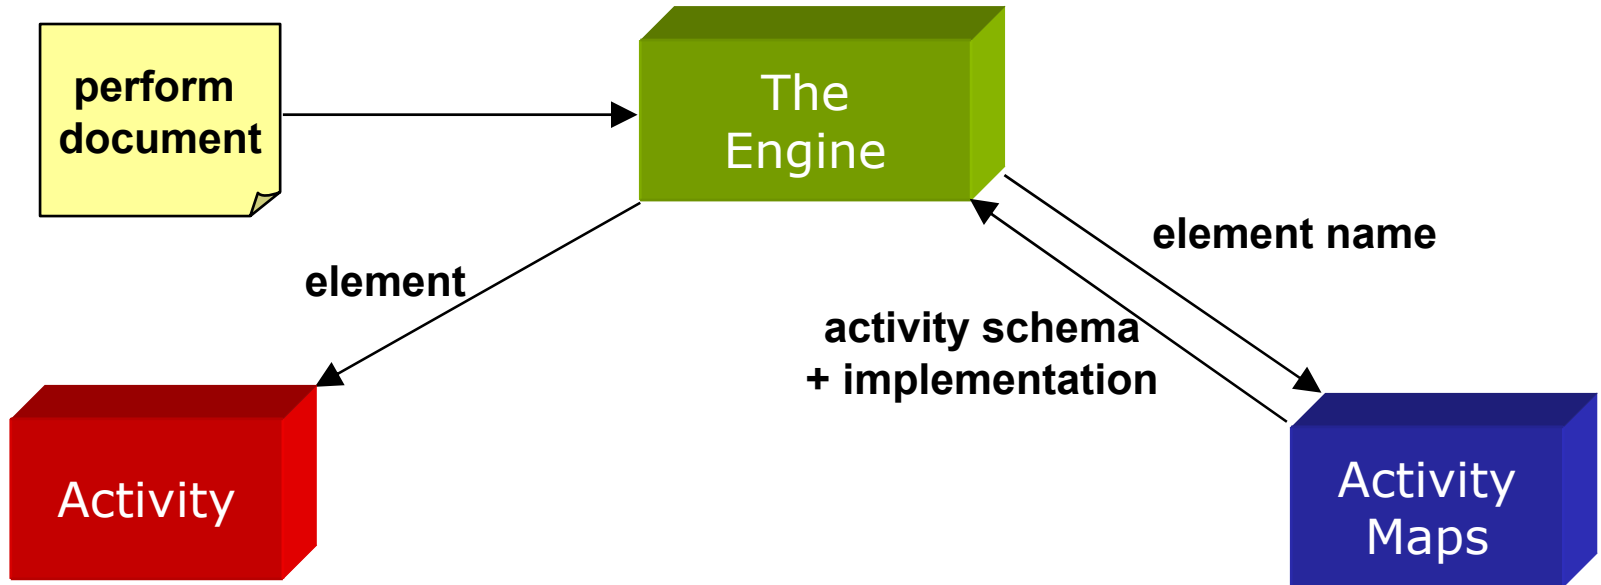 perform
document
The
Engine
element name
element
activity schema
+ implementation
Activity
Activity
Maps